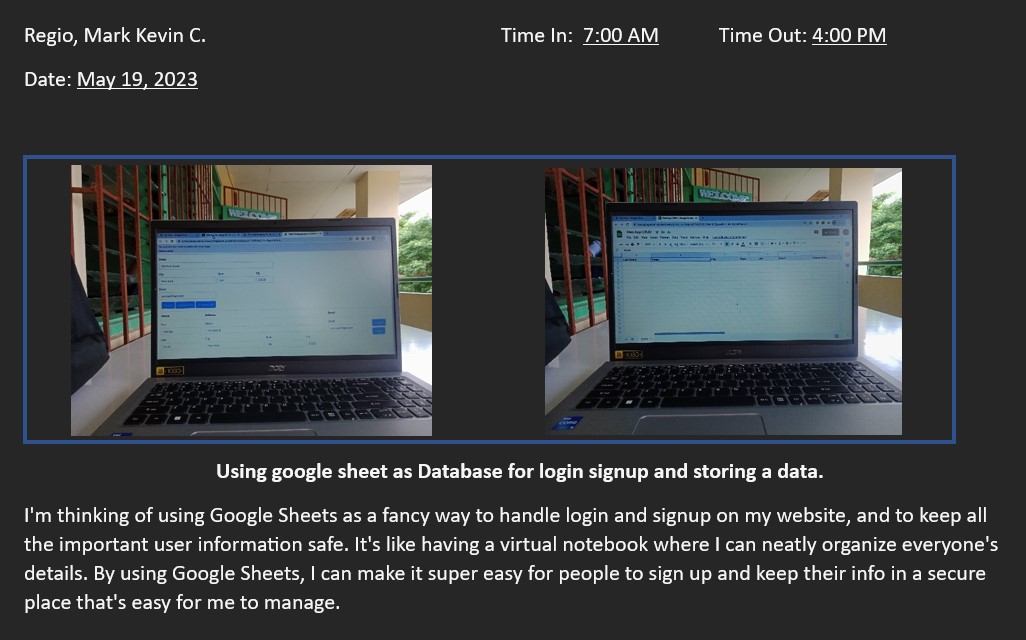 Regio, Mark Kevin C. Time In: 7:00 AM Time Out: 4:00 PM
Date: May 19, 2023
WELCOME
WELCOME
acer
Using google sheet as Database for login signup and storing a data.
I'm thinking of using Google Sheets as a fancy way to handle login and signup on my website, and to keep all
the important user information safe. It's like having a virtual notebook where I can neatly organize everyone's
details. By using Google Sheets, I can make it super easy for people to sign up and keep their info in a secure
place that's easy for me to manage.